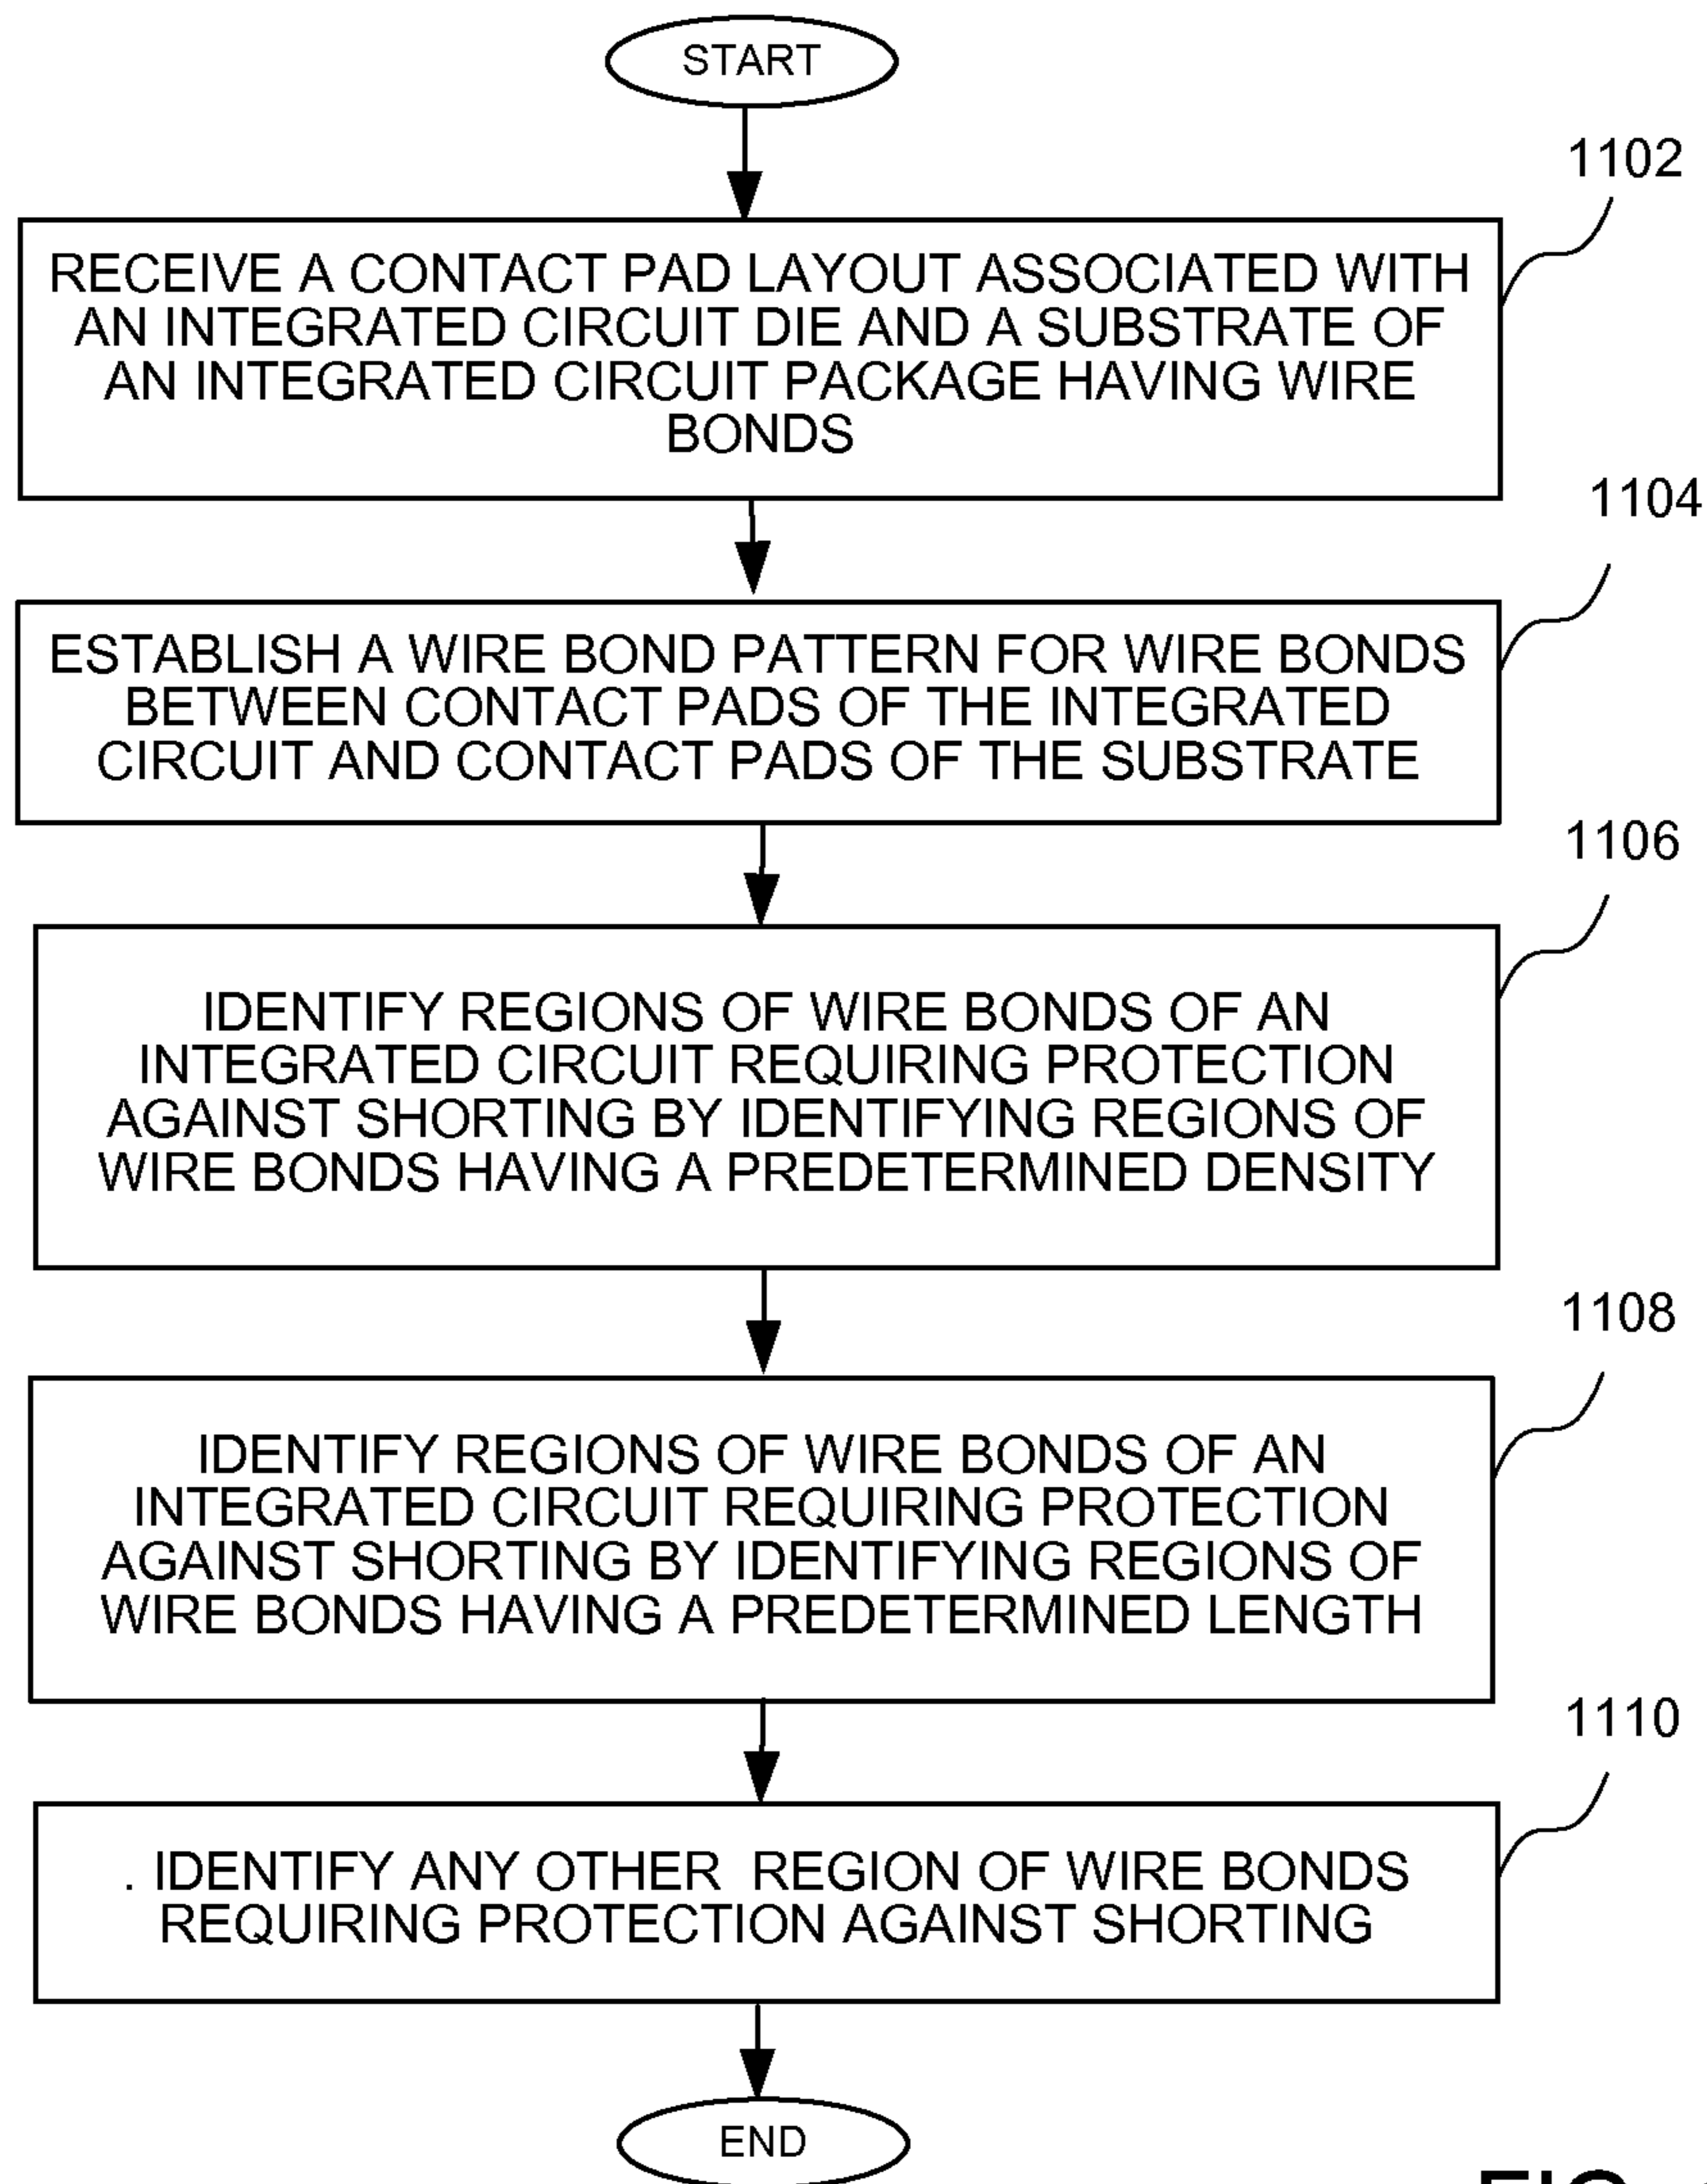 START
1102
RECEIVE A CONTACT PAD LAYOUT ASSOCIATED WITH
AN INTEGRATED CIRCUIT DIE AND A SUBSTRATE OF
AN INTEGRATED CIRCUIT PACKAGE HAVING WIRE
BONDS
1104
ESTABLISH A WIRE BOND PATTERN FOR WIRE BONDS
BETWEEN CONTACT PADS OF THE INTEGRATED
CIRCUIT AND CONTACT PADS OF THE SUBSTRATE
1106
IDENTIFY REGIONS OF WIRE BONDS OF AN
INTEGRATED CIRCUIT REQUIRING PROTECTION
AGAINST SHORTING BY IDENTIFYING REGIONS OF
WIRE BONDS HAVING A PREDETERMINED DENSITY
1108
IDENTIFY REGIONS OF WIRE BONDS OF AN
INTEGRATED CIRCUIT REQUIRING PROTECTION
AGAINST SHORTING BY IDENTIFYING REGIONS OF
WIRE BONDS HAVING A PREDETERMINED LENGTH
1110
. IDENTIFY ANY OTHER REGION OF WIRE BONDS
REQUIRING PROTECTION AGAINST SHORTING
END